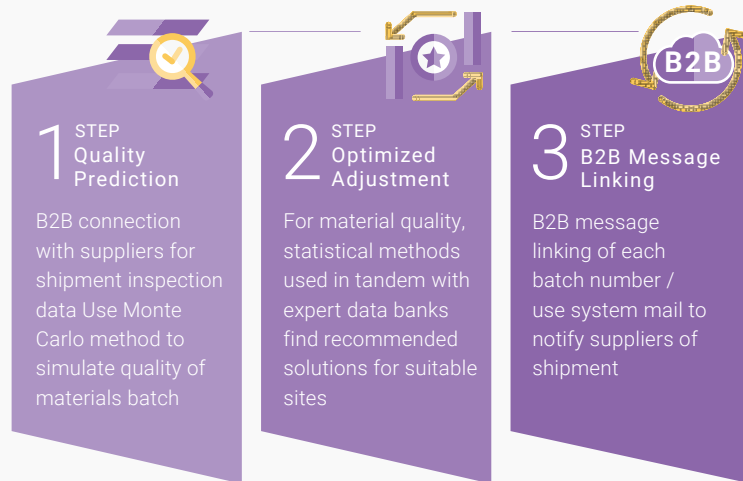 1 STEP
Quality
Prediction
B2B connection
with suppliers for
shipment inspection
data Use Monte
Carlo method to
simulate quality of
materials batch
2 STEP
Optimized
Adjustment
For material quality,
statistical methods
used in tandem with
expert data banks
find recommended
solutions for suitable
sites
B2B
3 STEP
B2B Message
Linking
B2B message
linking of each
batch number /
use system mail to
notify suppliers of
shipment